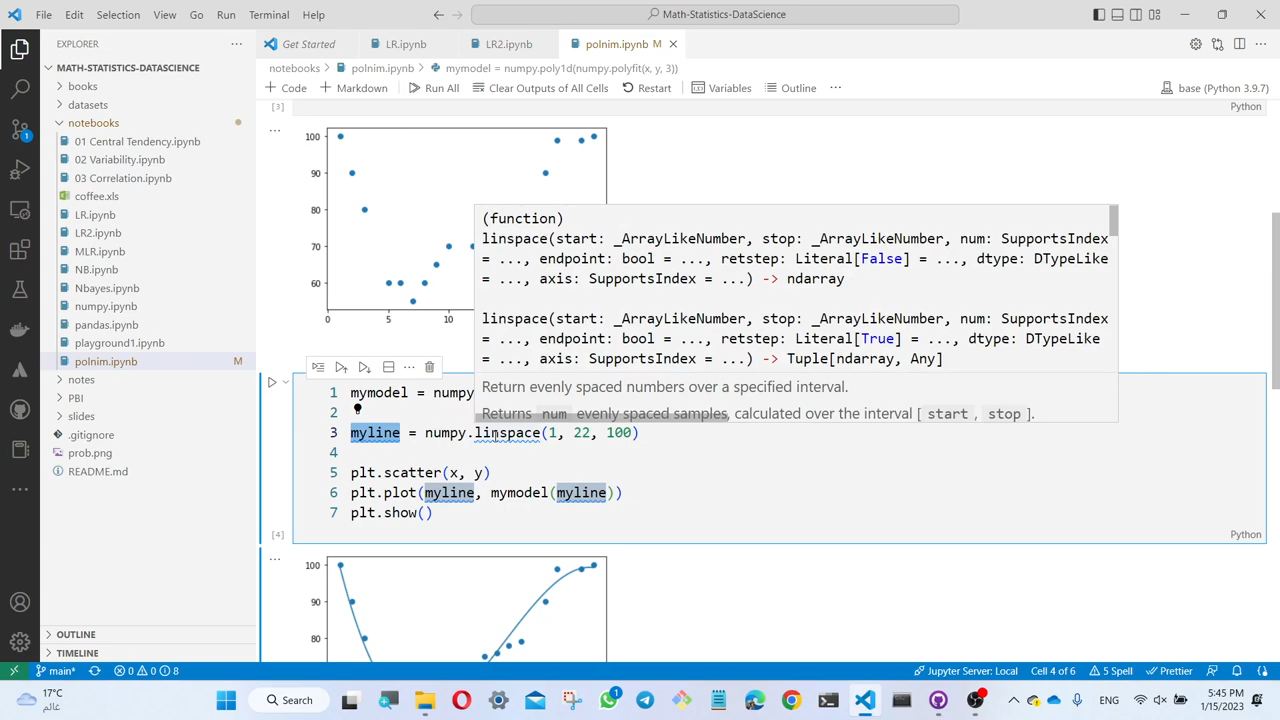 File Edit Selection View Go Run Terminal Help
Math-Statistics-DataScience
EXPLORER
Get Started
LR.ipynb
LR2.ipynb
polnim.ipynb M
MATH-STATISTICS-DATASCIENCE
notebooks > polnim.ipynb > mymodel = numpy.poly1d(numpy.polyfit(x, y, 3))
books
+ Code + Markdown Run All Clear Outputs of All Cells Restart Variables Outline base (Python 3.9.7)
datasets
[3] Python
notebooks
01 Central Tendency.ipynb
02 Variability.ipynb
03 Correlation.ipynb
coffee.xls
LR.ipynb
LR2.ipynb
MLR.ipynb
NB.ipynb
Nbayes.ipynb
numpy.ipynb
pandas.ipynb
playground1.ipynb
polnim.ipynb M
notes
PBI
slides
.gitignore
prog.png
README.md
OUTLINE
TIMELINE
100
90
80
70
60
0 5 10
(function)
linspace(start: _ArrayLikeNumber, stop: _ArrayLikeNumber, num: SupportsIndex
= ..., endpoint: bool = ..., retstep: Literal[False] = ..., dtype: DTypeLike
= ..., axis: SupportsIndex = ...) -> ndarray
linspace(start: _ArrayLikeNumber, stop: _ArrayLikeNumber, num: SupportsIndex
= ..., endpoint: bool = ..., retstep: Literal[True] = ..., dtype: DTypeLike
= ..., axis: SupportsIndex = ...) -> Tuple[ndarray, Any]
Return evenly spaced numbers over a specified interval.
Returns num evenly spaced samples, calculated over the interval [ start , stop ].
1 mymodel = numpy
2
3 myline = numpy.linspace(1, 22, 100)
4
5 plt.scatter(x, y)
6 plt.plot(myline, mymodel(myline))
7 plt.show()
[4] Python
100
90
80
main* 0 0 8 Jupyter Server: Local Cell 4 of 6 5 Spell Prettier
17°C
غائم
Search
1
ENG
5:45 PM
1/15/2023